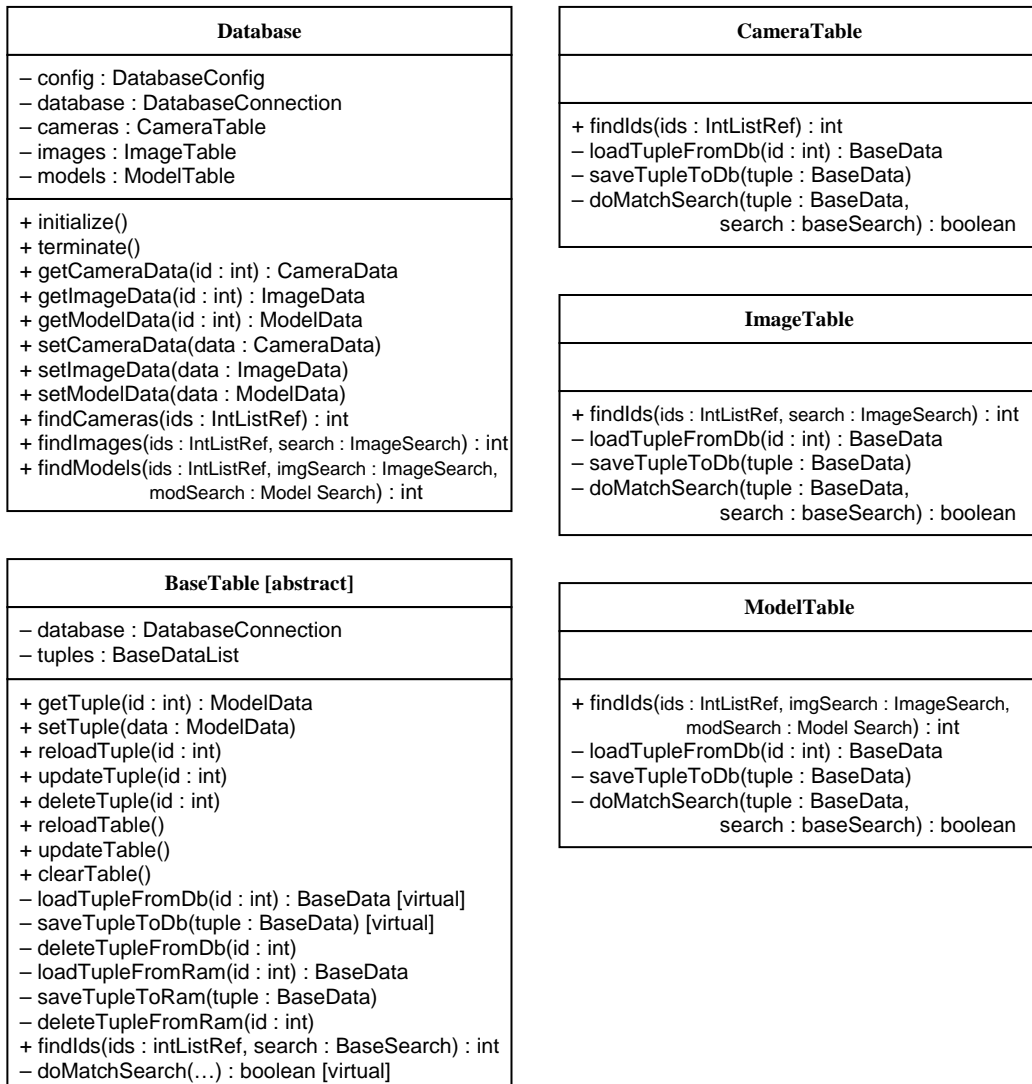 Database
– config : DatabaseConfig
– database : DatabaseConnection
– cameras : CameraTable
– images : ImageTable
– models : ModelTable
+ initialize()
+ terminate()
+ getCameraData(id : int) : CameraData
+ getImageData(id : int) : ImageData
+ getModelData(id : int) : ModelData
+ setCameraData(data : CameraData)
+ setImageData(data : ImageData)
+ setModelData(data : ModelData)
+ findCameras(ids : IntListRef) : int
+ findImages(ids : IntListRef, search : ImageSearch) : int
+ findModels(ids : IntListRef, imgSearch : ImageSearch,
modSearch : Model Search) : int
BaseTable [abstract]
– database : DatabaseConnection
– tuples : BaseDataList
+ getTuple(id : int) : ModelData
+ setTuple(data : ModelData)
+ reloadTuple(id : int)
+ updateTuple(id : int)
+ deleteTuple(id : int)
+ reloadTable()
+ updateTable()
+ clearTable()
– loadTupleFromDb(id : int) : BaseData [virtual]
– saveTupleToDb(tuple : BaseData) [virtual]
– deleteTupleFromDb(id : int)
– loadTupleFromRam(id : int) : BaseData
– saveTupleToRam(tuple : BaseData)
– deleteTupleFromRam(id : int)
+ findIds(ids : intListRef, search : BaseSearch) : int
– doMatchSearch(…) : boolean [virtual]
CameraTable
+ findIds(ids : IntListRef) : int
– loadTupleFromDb(id : int) : BaseData
– saveTupleToDb(tuple : BaseData)
– doMatchSearch(tuple : BaseData,
search : baseSearch) : boolean
ImageTable
+ findIds(ids : IntListRef, search : ImageSearch) : int
– loadTupleFromDb(id : int) : BaseData
– saveTupleToDb(tuple : BaseData)
– doMatchSearch(tuple : BaseData,
search : baseSearch) : boolean
ModelTable
+ findIds(ids : IntListRef, imgSearch : ImageSearch,
modSearch : Model Search) : int
– loadTupleFromDb(id : int) : BaseData
– saveTupleToDb(tuple : BaseData)
– doMatchSearch(tuple : BaseData,
search : baseSearch) : boolean